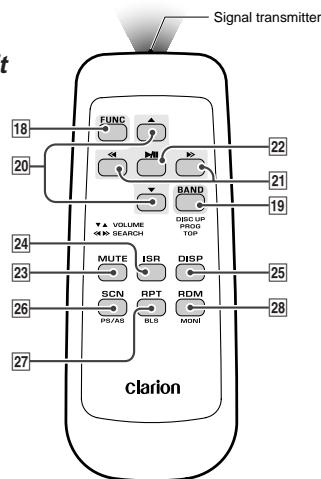 Signal transmitter
it
18
FUNC
20
22
21
BAND
19
DISC UP
PROG
TOP
▼▲ VOLUME
◀◀ ▶▶ SEARCH
24
MUTE
ISR
DISP
23
25
SCN
RPT
RDM
26
28
PS/AS
BLS
MONI
27
clarion